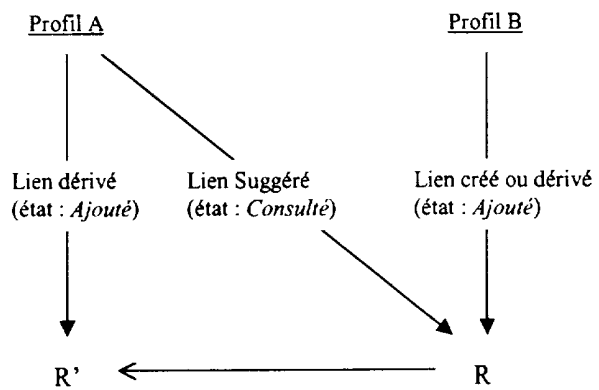 Profil A
Profil B
Lien dérivé
(état : Ajouté)
Lien Suggéré
(état : Consulté)
Lien créé ou dérivé
(état : Ajouté)
R’
R